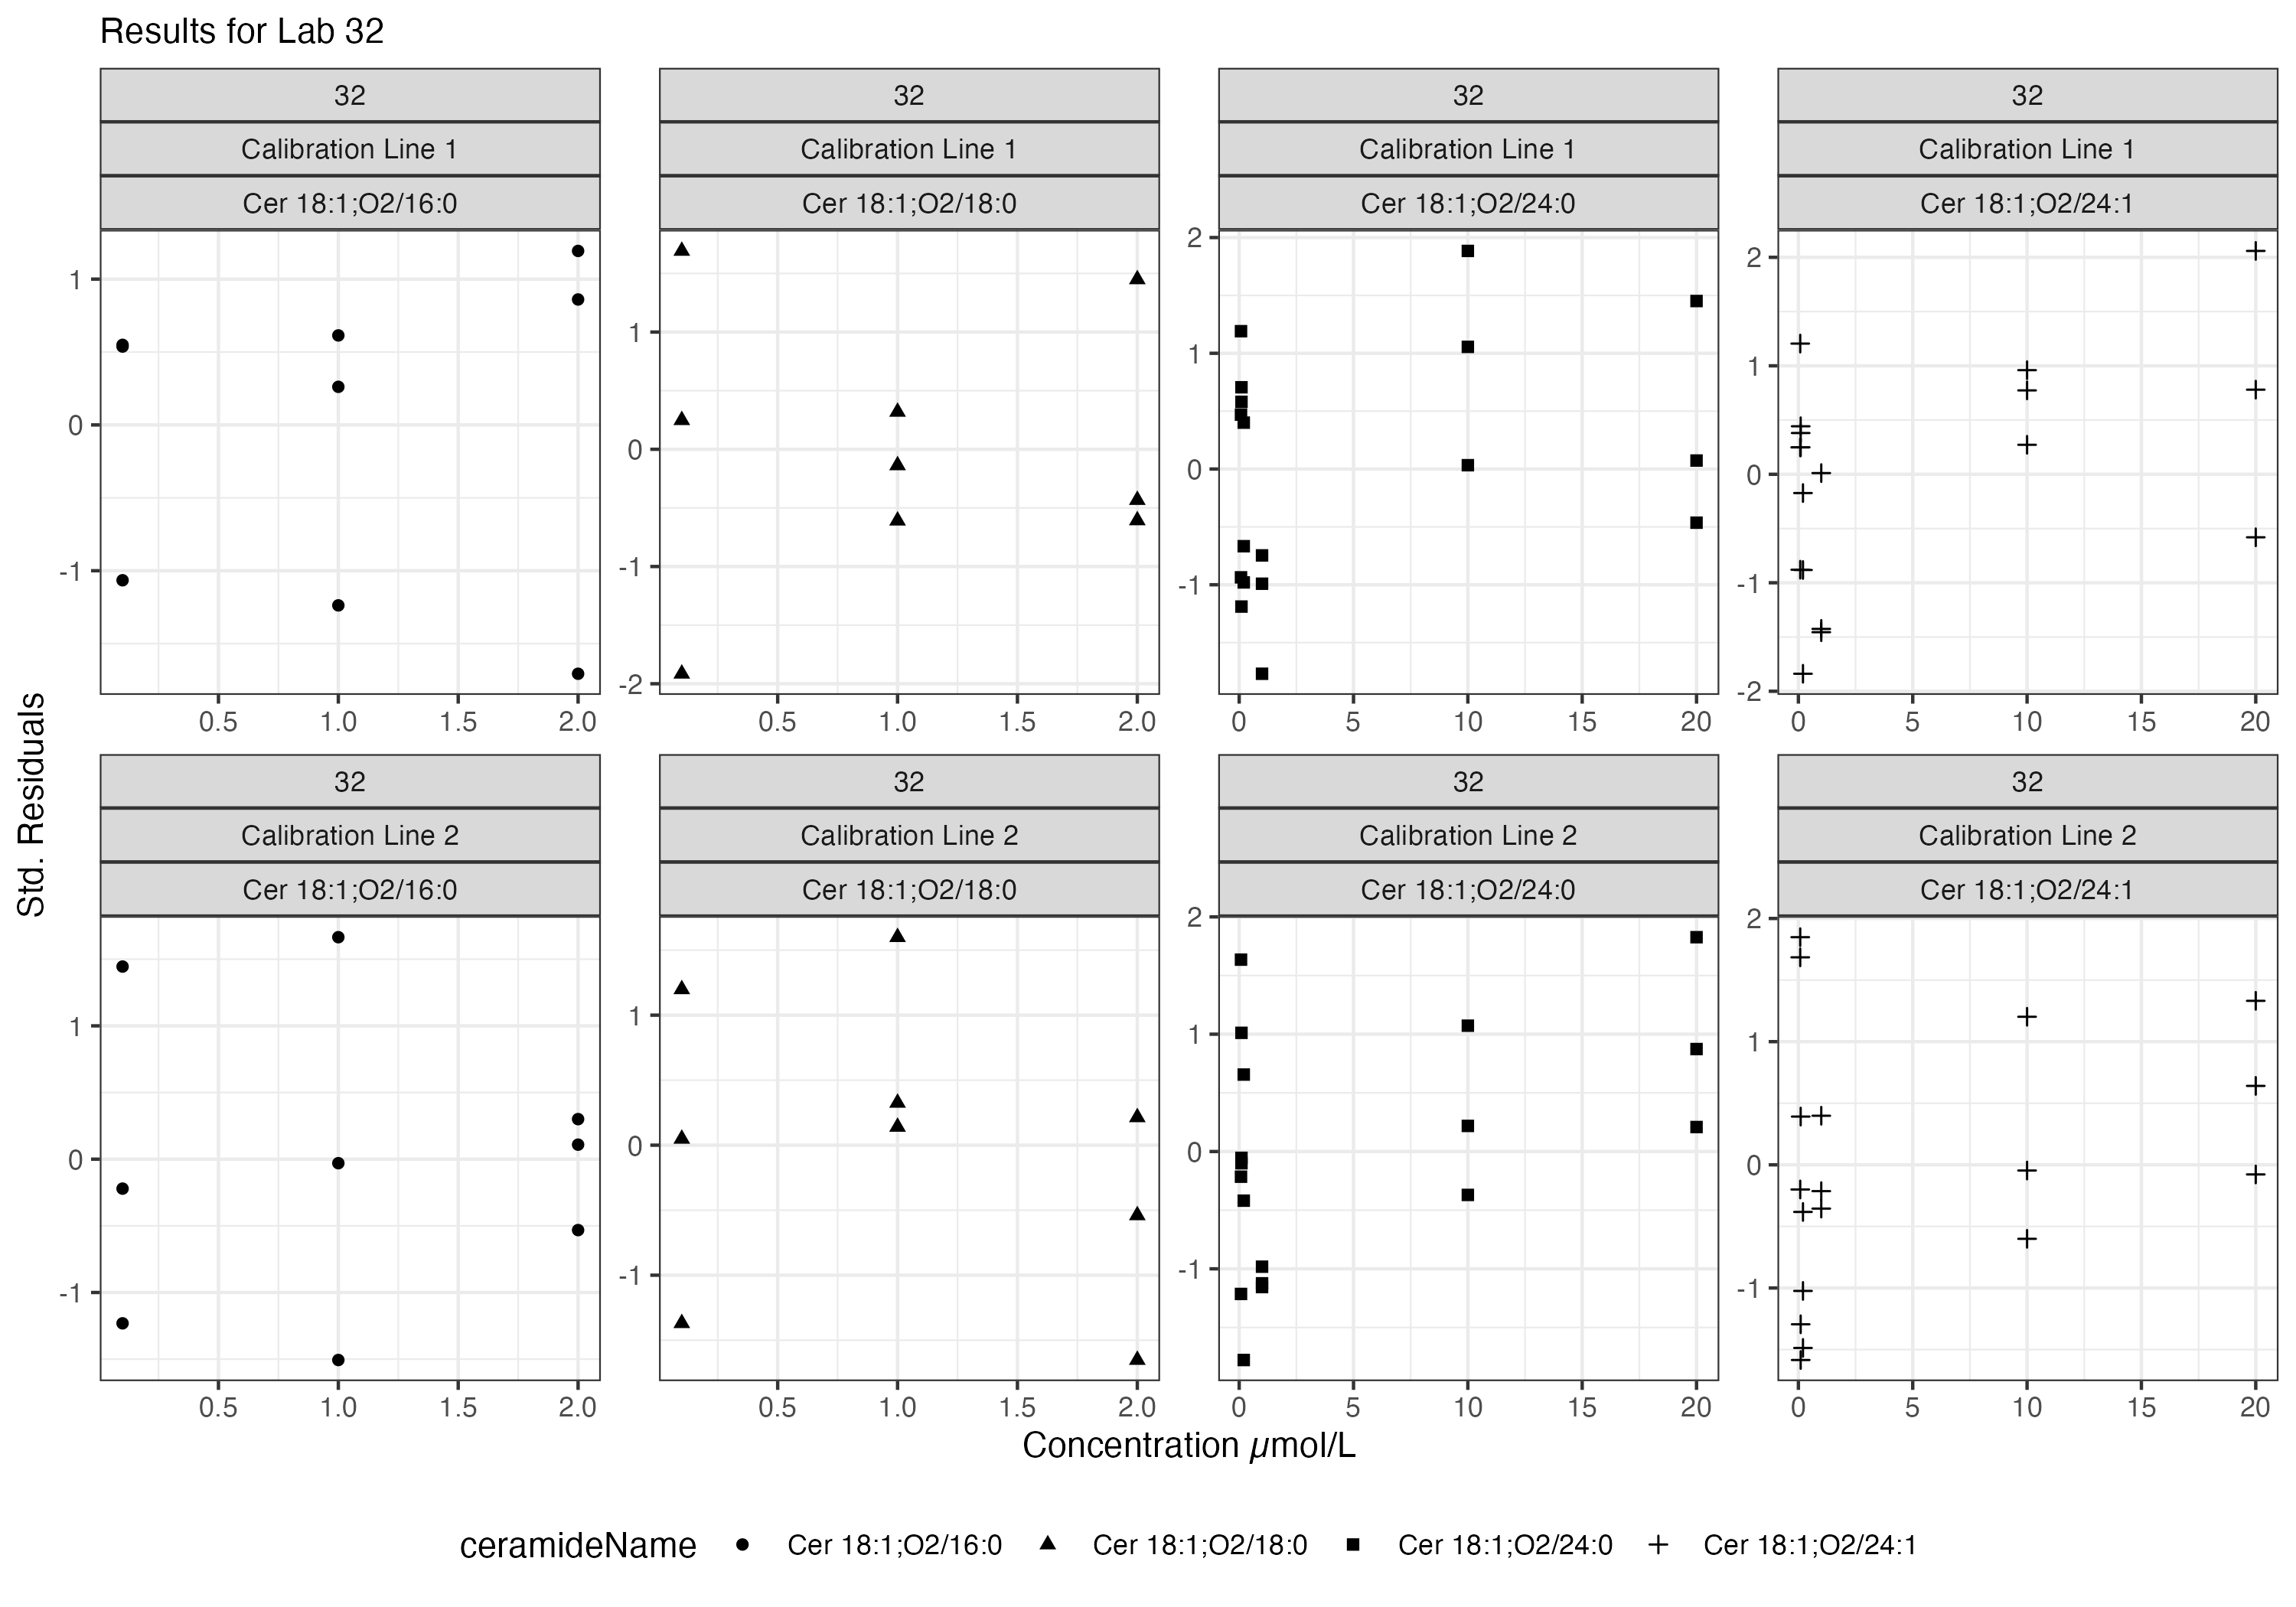 Results for Lab 32
32 32 32 32
Calibration Line 1 Calibration Line 1 Calibration Line 1 Calibration Line 1
Cer 18:1;O2/16:0 Cer 18:1;O2/18:0 Cer 18:1;O2/24:0 Cer 18:1;O2/24:1
1 0 -1
1 0 -1 -2
2 1 0 -1
2 1 0 -1 -2
0.5 1.0 1.5 2.0 0.5 1.0 1.5 2.0 0 5 10 15 20 0 5 10 15 20
Std. Residuals
32 32 32 32
Calibration Line 2 Calibration Line 2 Calibration Line 2 Calibration Line 2
Cer 18:1;O2/16:0 Cer 18:1;O2/18:0 Cer 18:1;O2/24:0 Cer 18:1;O2/24:1
1 0 -1
1 0 -1
2 1 0 -1
2 1 0 -1
0.5 1.0 1.5 2.0 0.5 1.0 1.5 2.0 0 5 10 15 20 0 5 10 15 20
Concentration µmol/L
ceramideName Cer 18:1;O2/16:0 Cer 18:1;O2/18:0 Cer 18:1;O2/24:0 Cer 18:1;O2/24:1